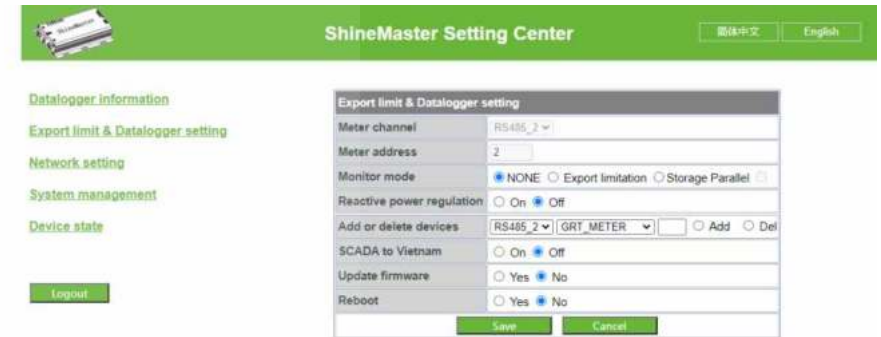 ShineMaster
ShineMaster Setting Center
简体中文
English
Datalogger information
Export limit & Datalogger setting
Network setting
System management
Device state
Logout
Export limit & Datalogger setting
Meter channel RS485_2
Meter address 2
Monitor mode NONE Export limitation Storage Parallel
Reactive power regulation On Off
Add or delete devices RS485_2 GRT_METER Add Del
SCADA to Vietnam On Off
Update firmware Yes No
Reboot Yes No
Save Cancel